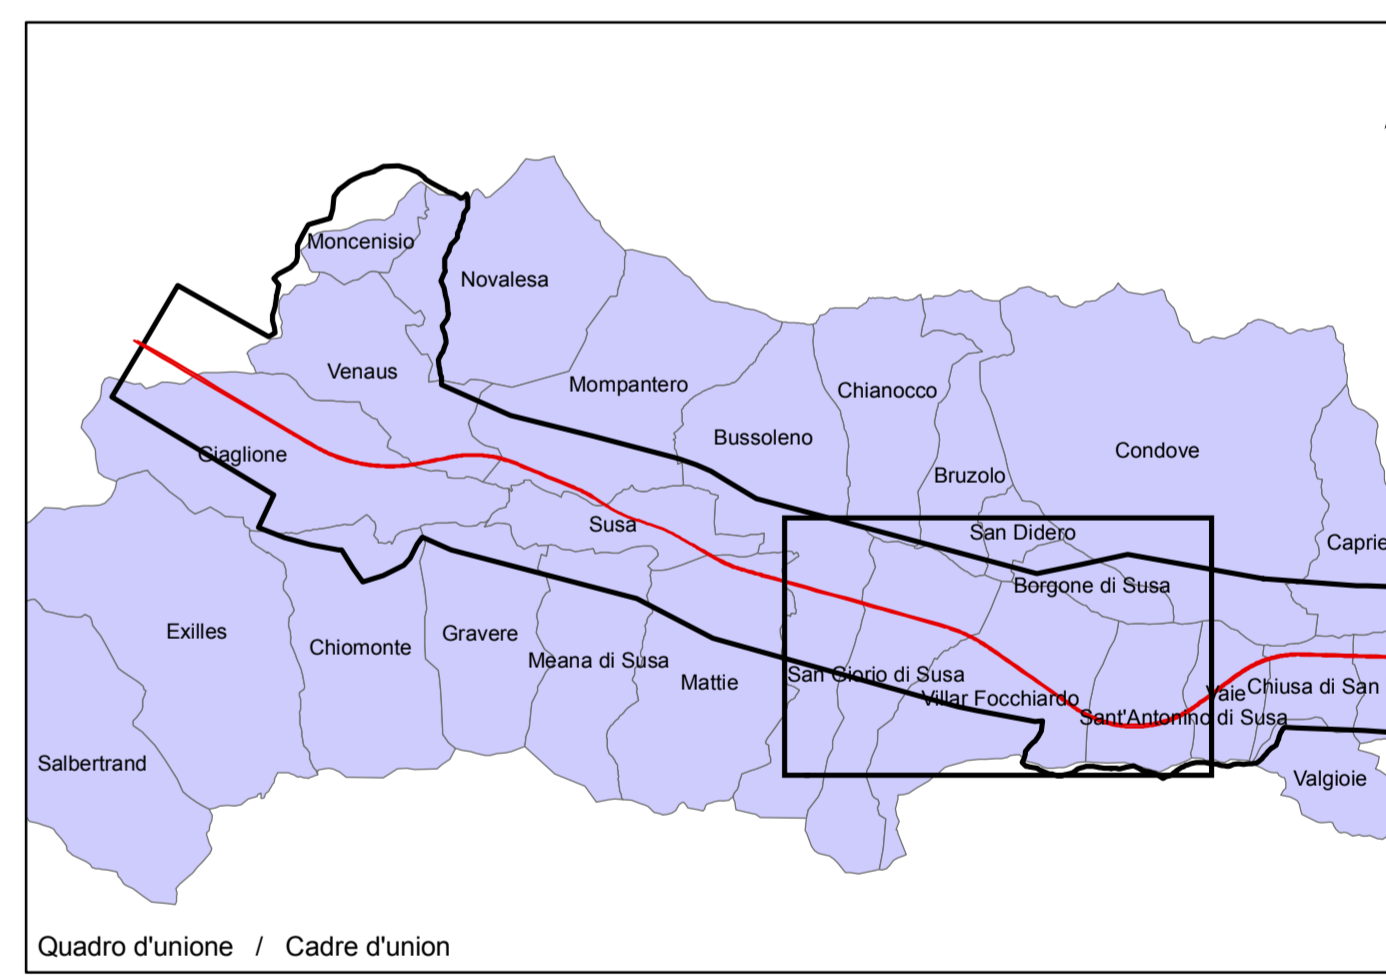 Moncenisio
Novalesa
Venaus
Mompantero
Chianocco
Bussoleno
Condove
Giaglione
Bruzolo
Susa
San Didero
Caprie
Borgone di Susa
Exilles
Gravere
Chiomonte
Meana di Susa
San Giorio di Susa
Mattie
Villar Focchiardo
Vaie
Chiusa di San
Sant'Antonino di Susa
Salbertrand
Valgioie
Quadro d'unione / Cadre d'union